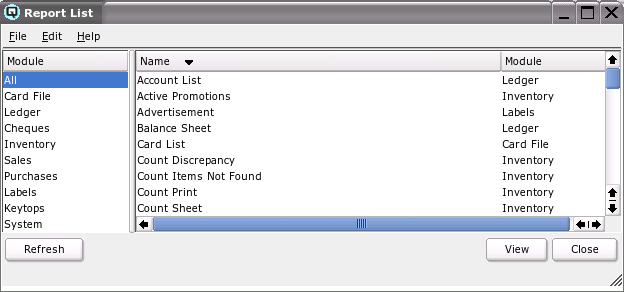 Report List
File Edit Help
Module
All
Card File
Ledger
Cheques
Inventory
Sales
Purchases
Labels
Keytops
System
Name Module
Account List Ledger
Active Promotions Inventory
Advertisement Labels
Balance Sheet Ledger
Card List Card File
Count Discrepancy Inventory
Count Items Not Found Inventory
Count Print Inventory
Count Sheet Inventory
Refresh View Close